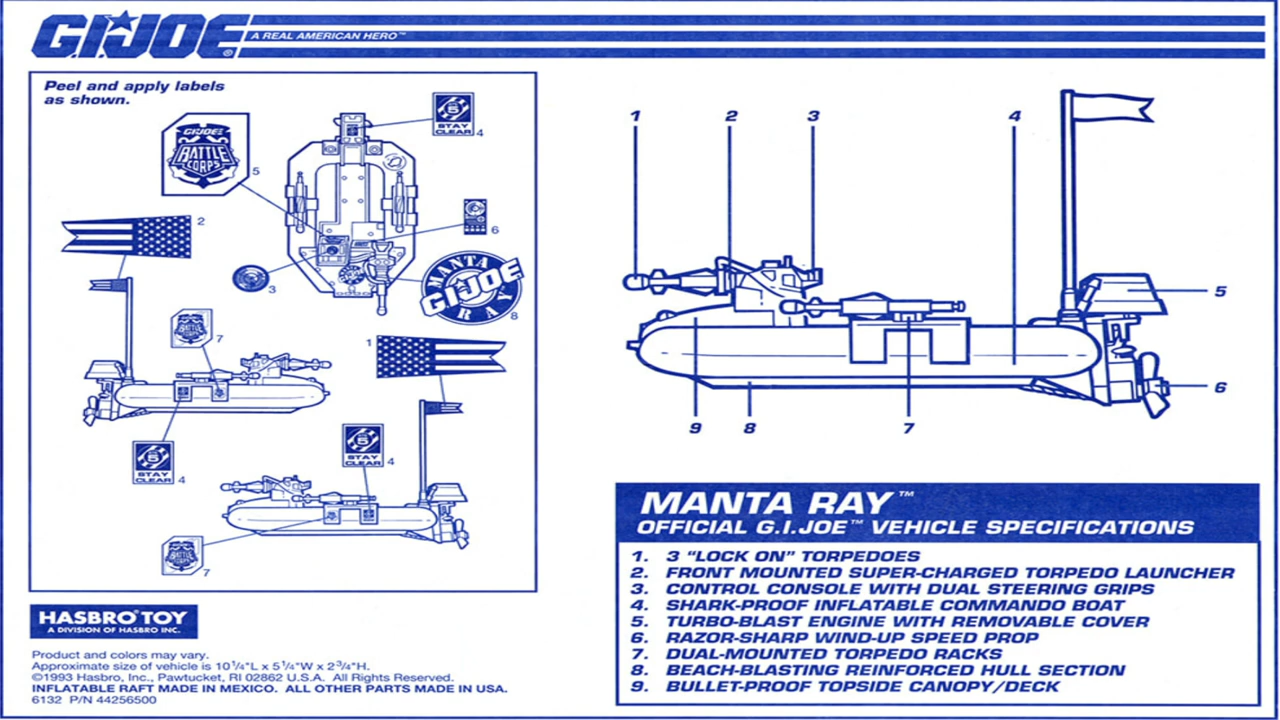 G.I.JOE®
A REAL AMERICAN HERO™
Peel and apply labels
as shown.
5
STAY
CLEAR
4
G.I.JOE
BATTLE
CORPS
5
2
6
3
MANTA
G.I.JOE
RAY
8
BATTLE
CORPS
7
1
5
STAY
CLEAR
4
5
STAY
CLEAR
4
BATTLE
CORPS
7
1
2
3
4
5
6
9
8
7
MANTA RAY™
OFFICIAL G.I.JOE™ VEHICLE SPECIFICATIONS
1. 3 "LOCK ON" TORPEDOES
2. FRONT MOUNTED SUPER-CHARGED TORPEDO LAUNCHER
3. CONTROL CONSOLE WITH DUAL STEERING GRIPS
4. SHARK-PROOF INFLATABLE COMMANDO BOAT
5. TURBO-BLAST ENGINE WITH REMOVABLE COVER
6. RAZOR-SHARP WIND-UP SPEED PROP
7. DUAL-MOUNTED TORPEDO RACKS
8. BEACH-BLASTING REINFORCED HULL SECTION
9. BULLET-PROOF TOPSIDE CANOPY/DECK
HASBRO® TOY
A DIVISION OF HASBRO INC.
Product and colors may vary.
Approximate size of vehicle is 10¼"L x 5¼"W x 2¾"H.
©1993 Hasbro, Inc., Pawtucket, RI 02862 U.S.A. All Rights Reserved.
INFLATABLE RAFT MADE IN MEXICO. ALL OTHER PARTS MADE IN USA.
6132 P/N 44256500